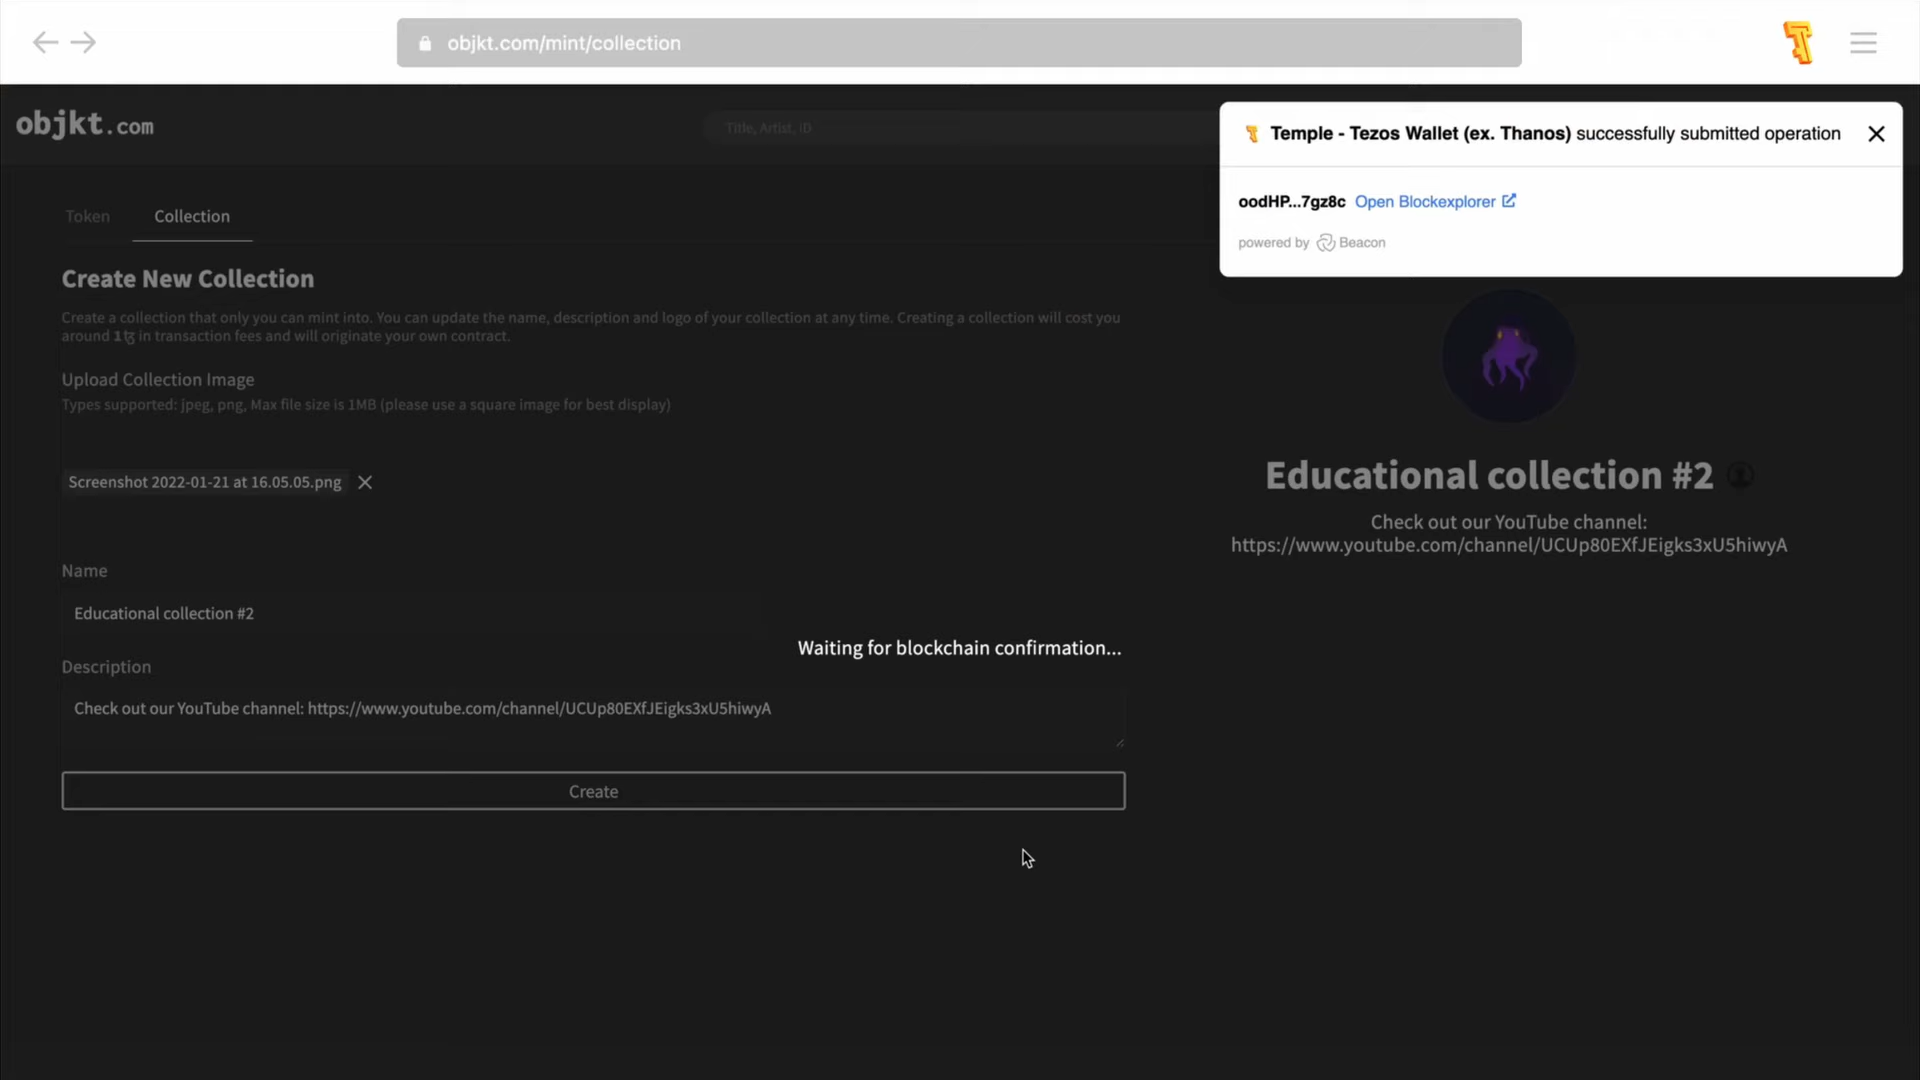 objkt.com/mint/collection
objkt.com
Title, Artist, ID
Temple - Tezos Wallet (ex. Thanos) successfully submitted operation
oodHP...7gz8c Open Blockexplorer
powered by Beacon
Token Collection
Create New Collection
Create a collection that only you can mint into. You can update the name, description and logo of your collection at any time. Creating a collection will cost you
around 1ꜩ in transaction fees and will originate your own contract.
Upload Collection Image
Types supported: jpeg, png, Max file size is 1MB (please use a square image for best display)
Screenshot 2022-01-21 at 16.05.05.png
Name
Educational collection #2
Description
Check out our YouTube channel: https://www.youtube.com/channel/UCUp80EXfJEigks3xU5hiwyA
Create
Waiting for blockchain confirmation...
Educational collection #2
Check out our YouTube channel:
https://www.youtube.com/channel/UCUp80EXfJEigks3xU5hiwyA